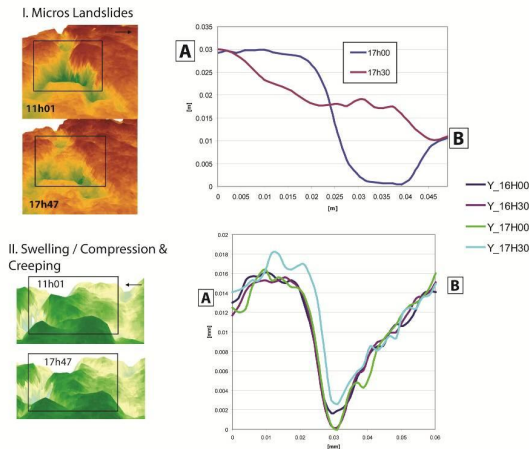 I. Micros Landslides
11h01
17h47
A
B
17h00
17h30
[m]
0.035
0.03
0.025
0.02
0.015
0.01
0.005
0
0 0.005 0.01 0.015 0.02 0.025 0.03 0.035 0.04 0.045
[m]
Y_16H00
Y_16H30
Y_17H00
Y_17H30
II. Swelling / Compression &
Creeping
11h01
17h47
A
B
[mm]
0.02
0.018
0.016
0.014
0.012
0.01
0.008
0.006
0.004
0.002
0
0 0.01 0.02 0.03 0.04 0.05 0.06
[mm]